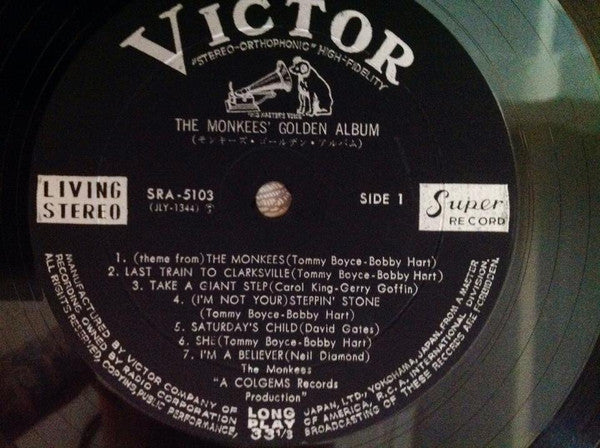 VICTOR
"STEREO-ORTHOPHONIC" HIGH-FIDELITY
"HIS MASTER'S VOICE"
THE MONKEES' GOLDEN ALBUM
(モンキーズ・ゴールデン・アルバム)
LIVING
STEREO
SRA-5103
(JLY-1344)
SIDE 1
Super
RECORD
1. (theme from) THE MONKEES (Tommy Boyce-Bobby Hart)
2. LAST TRAIN TO CLARKSVILLE (Tommy Boyce-Bobby Hart)
3. TAKE A GIANT STEP (Carol King-Gerry Goffin)
4. (I'M NOT YOUR) STEPPIN' STONE
(Tommy Boyce-Bobby Hart)
5. SATURDAY'S CHILD (David Gates)
6. SHE (Tommy Boyce-Bobby Hart)
7. I'M A BELIEVER (Neil Diamond)
The Monkees
"A COLGEMS Records
Production"
LONG
PLAY
33 1/3
MANUFACTURED BY VICTOR COMPANY OF JAPAN, LTD., YOKOHAMA, JAPAN, FROM A MASTER
RECORDING OWNED BY RADIO CORPORATION OF AMERICA, R.C.A. INTERNATIONAL DIVISION.
ALL RIGHTS RESERVED, COPYING, PUBLIC PERFORMANCE, BROADCASTING OF THESE RECORDS ARE FORBIDDEN.